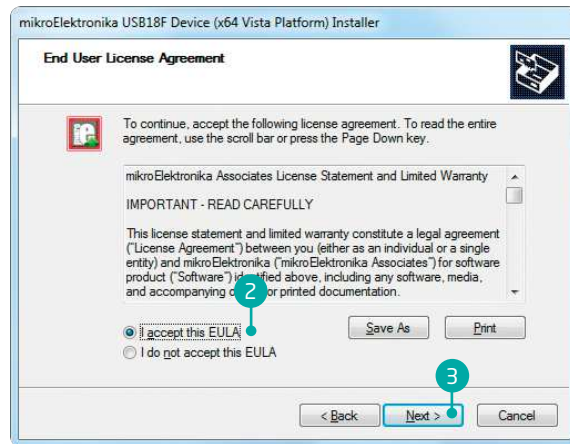 mikroElektronika USB18F Device (x64 Vista Platform) Installer
End User License Agreement
To continue, accept the following license agreement. To read the entire
agreement, use the scroll bar or press the Page Down key.
mikroElektronika Associates License Statement and Limited Warranty
IMPORTANT - READ CAREFULLY
This license statement and limited warranty constitute a legal agreement
("License Agreement") between you (either as an individual or a single
entity) and mikroElektronika ("mikroElektronika Associates") for software
product ("Software") identified above, including any software, media,
and accompanying or printed documentation.
2
I accept this EULA
Save As
Print
I do not accept this EULA
3
< Back
Next >
Cancel